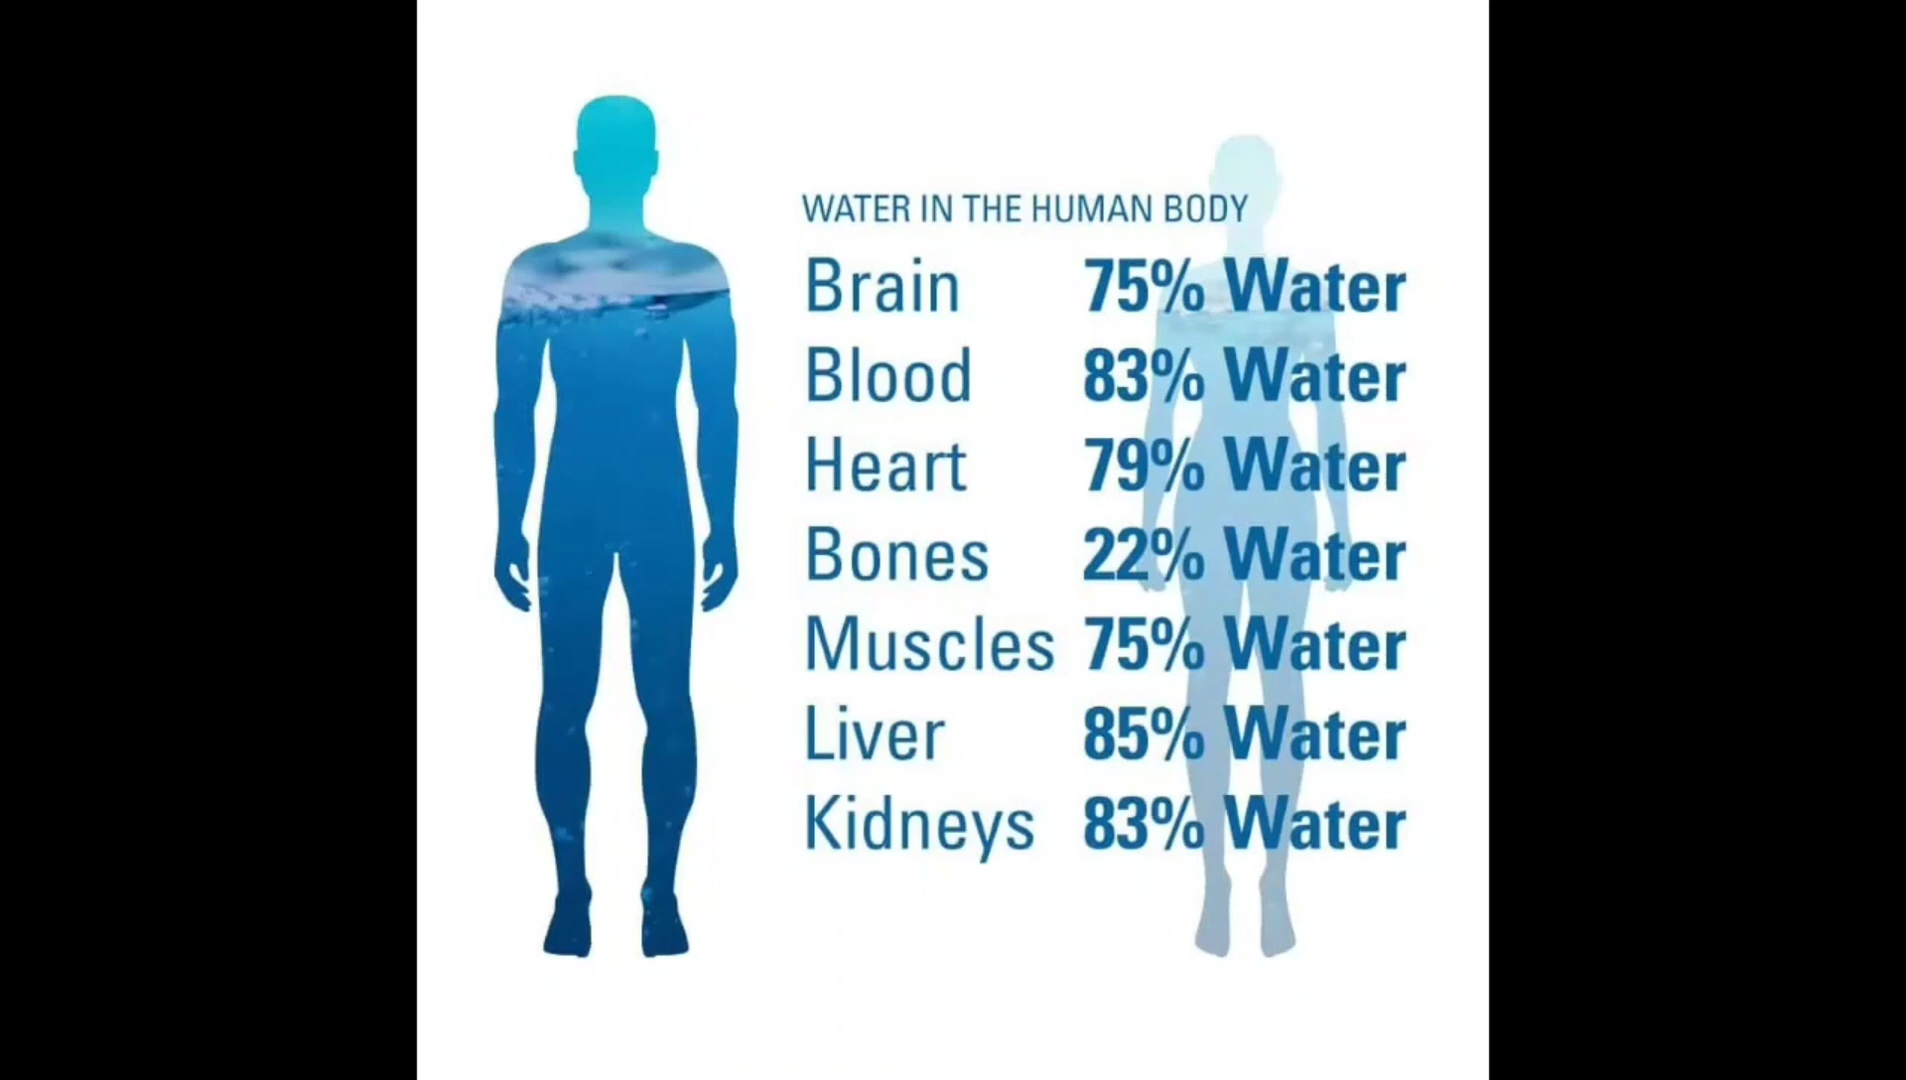 WATER IN THE HUMAN BODY
Brain 75% Water
Blood 83% Water
Heart 79% Water
Bones 22% Water
Muscles 75% Water
Liver 85% Water
Kidneys 83% Water